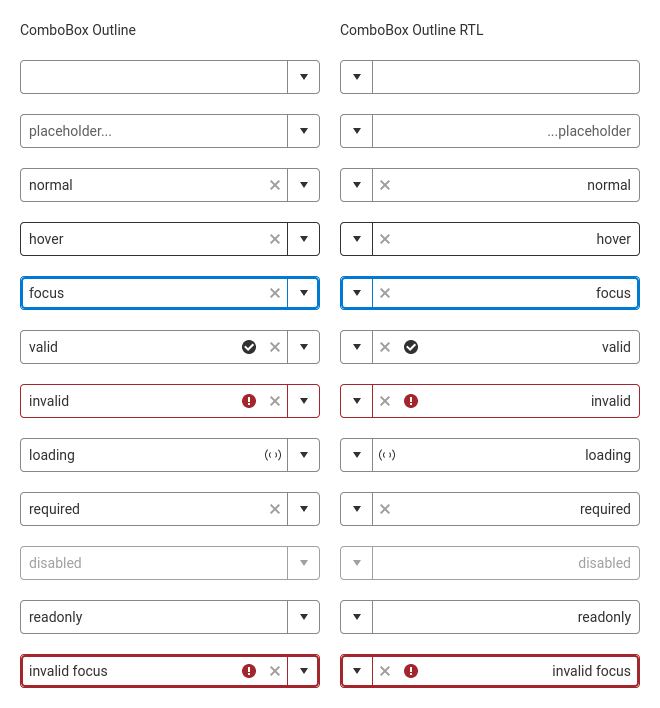 ComboBox Outline
ComboBox Outline RTL
placeholder...
...placeholder
normal
normal
hover
hover
focus
focus
valid
valid
invalid
invalid
loading
loading
required
required
disabled
disabled
readonly
readonly
invalid focus
invalid focus